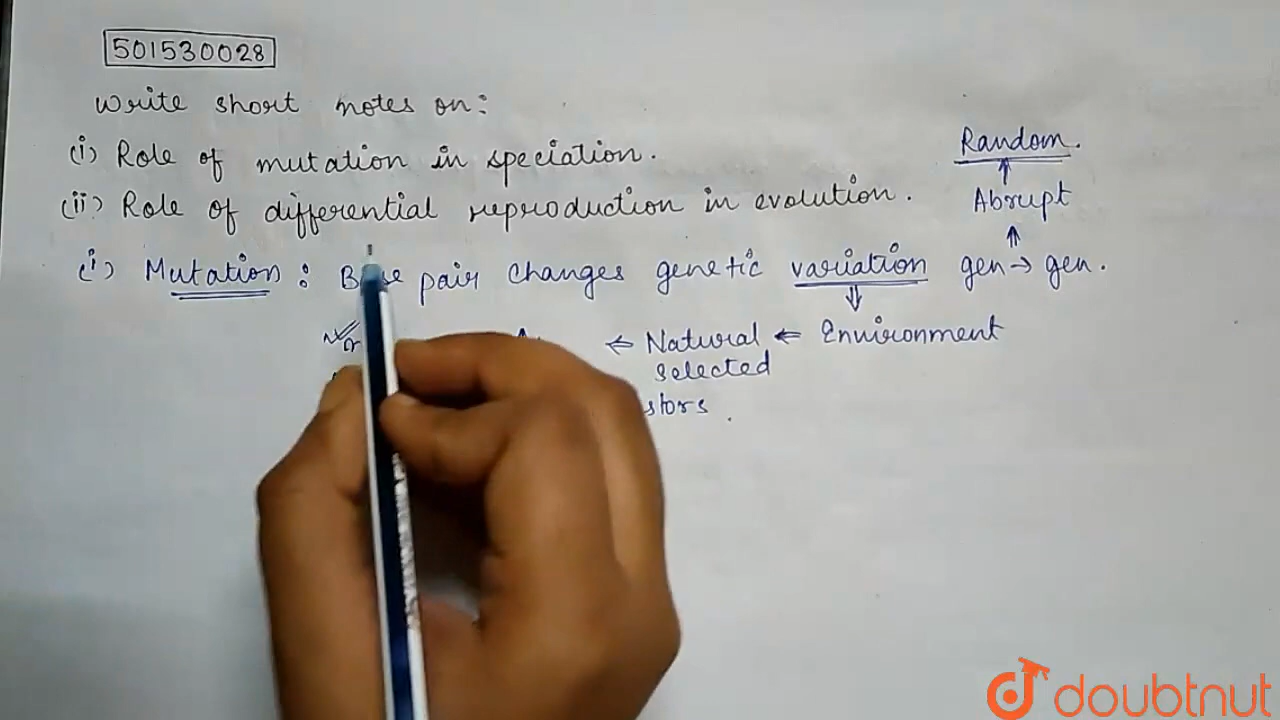 501530028
Write short notes on:
(i) Role of mutation in speciation.
(ii) Role of differential reproduction in evolution.
Random.
↑
Abrupt
⇑
(i) Mutation: Base pair changes genetic variation gen → gen.
⇓
← Natural ← Environment
selected
stors.
doubtnut